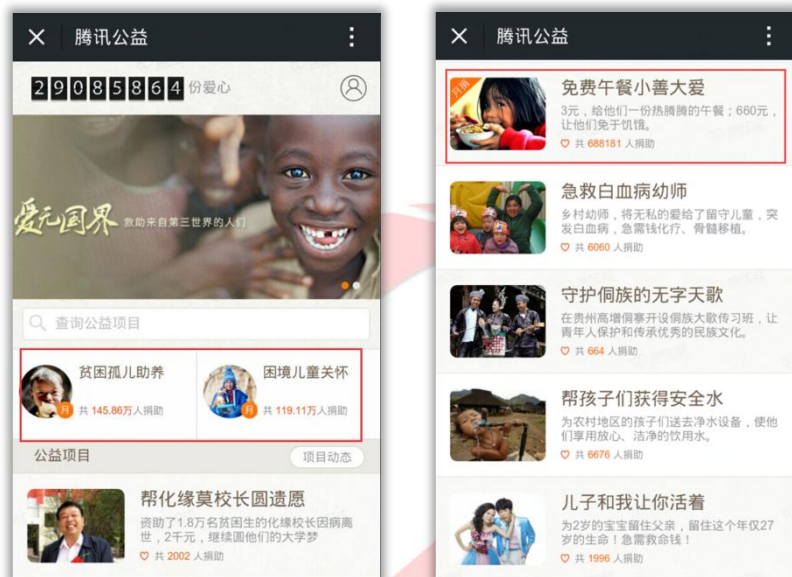 腾讯公益
29085864 份爱心
爱无国界 救助来自第三世界的人们
查询公益项目
贫困孤儿助养
月 共 145.86万人捐助
困境儿童关怀
月 共 119.11万人捐助
公益项目
项目动态
帮化缘莫校长圆遗愿
资助了1.8万名贫困生的化缘校长因病离
世，2千元，继续圆他们的大学梦
共 2002 人捐助
腾讯公益
月捐
免费午餐小善大爱
3元，给他们一份热腾腾的午餐；660元，
让他们免于饥饿。
共 688181 人捐助
急救白血病幼师
乡村幼师，将无私的爱给了留守儿童，突
发白血病，急需钱化疗、骨髓移植。
共 6060 人捐助
守护侗族的无字天歌
在贵州高增侗寨开设侗族大歌传习班，让
青年人保护和传承优秀的民族文化。
共 664 人捐助
帮孩子们获得安全水
为农村地区的孩子们送去净水设备，使他
们享用放心、洁净的饮用水。
共 6676 人捐助
儿子和我让你活着
为2岁的宝宝留住父亲，留住这个年仅27
岁的生命！急需救命钱！
共 1996 人捐助